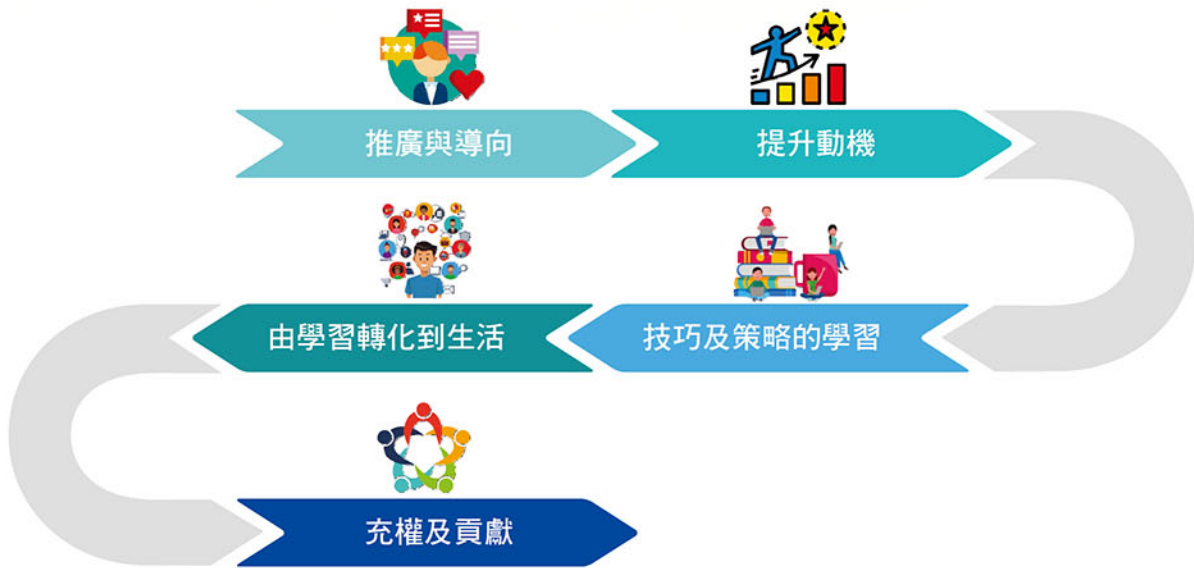 推廣與導向
提升動機
技巧及策略的學習
由學習轉化到生活
充權及貢獻